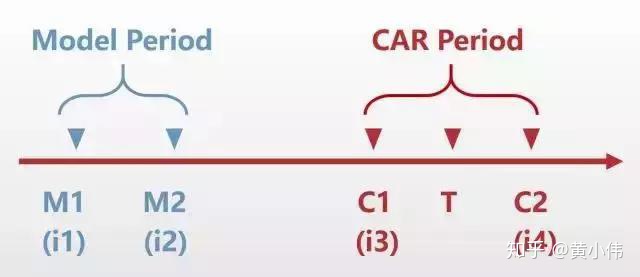 Model Period CAR Period
M1 M2 C1 T C2
(i1) (i2) (i3) (i4)
知乎 @黄小伟